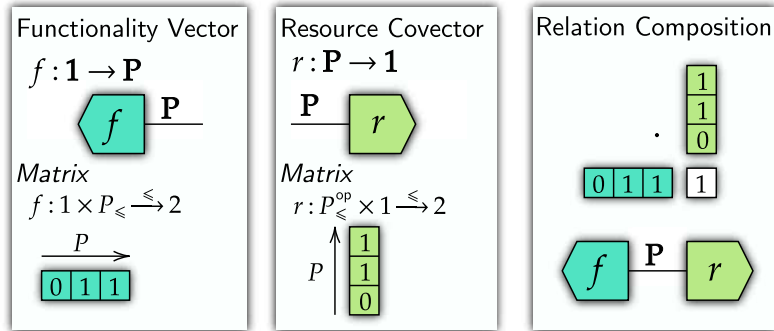 Functionality Vector
f : 1 → P
f P
Matrix
f : 1 × P⩽ ⩽⟶ 2
P
0 1 1
Resource Covector
r : P → 1
P r
Matrix
r : P⩽ᵒᵖ × 1 ⩽⟶ 2
P
1
1
0
Relation Composition
1
1
0
.
0 1 1 1
f P r